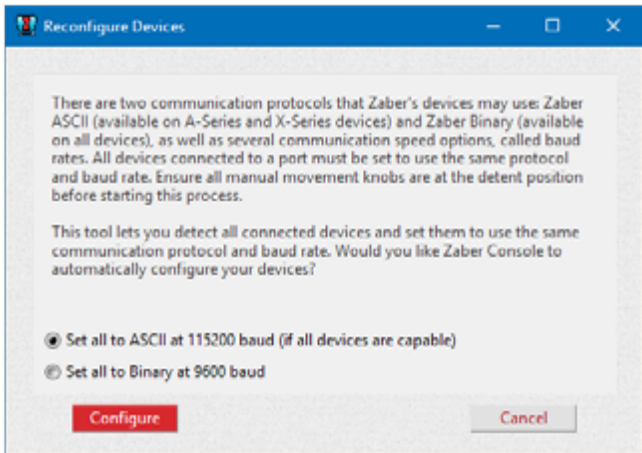 Reconfigure Devices
There are two communication protocols that Zaber's devices may use: Zaber
ASCII (available on A-Series and X-Series devices) and Zaber Binary (available
on all devices), as well as several communication speed options, called baud
rates. All devices connected to a port must be set to use the same protocol
and baud rate. Ensure all manual movement knobs are at the detent position
before starting this process.
This tool lets you detect all connected devices and set them to use the same
communication protocol and baud rate. Would you like Zaber Console to
automatically configure your devices?
Set all to ASCII at 115200 baud (if all devices are capable)
Set all to Binary at 9600 baud
Configure Cancel